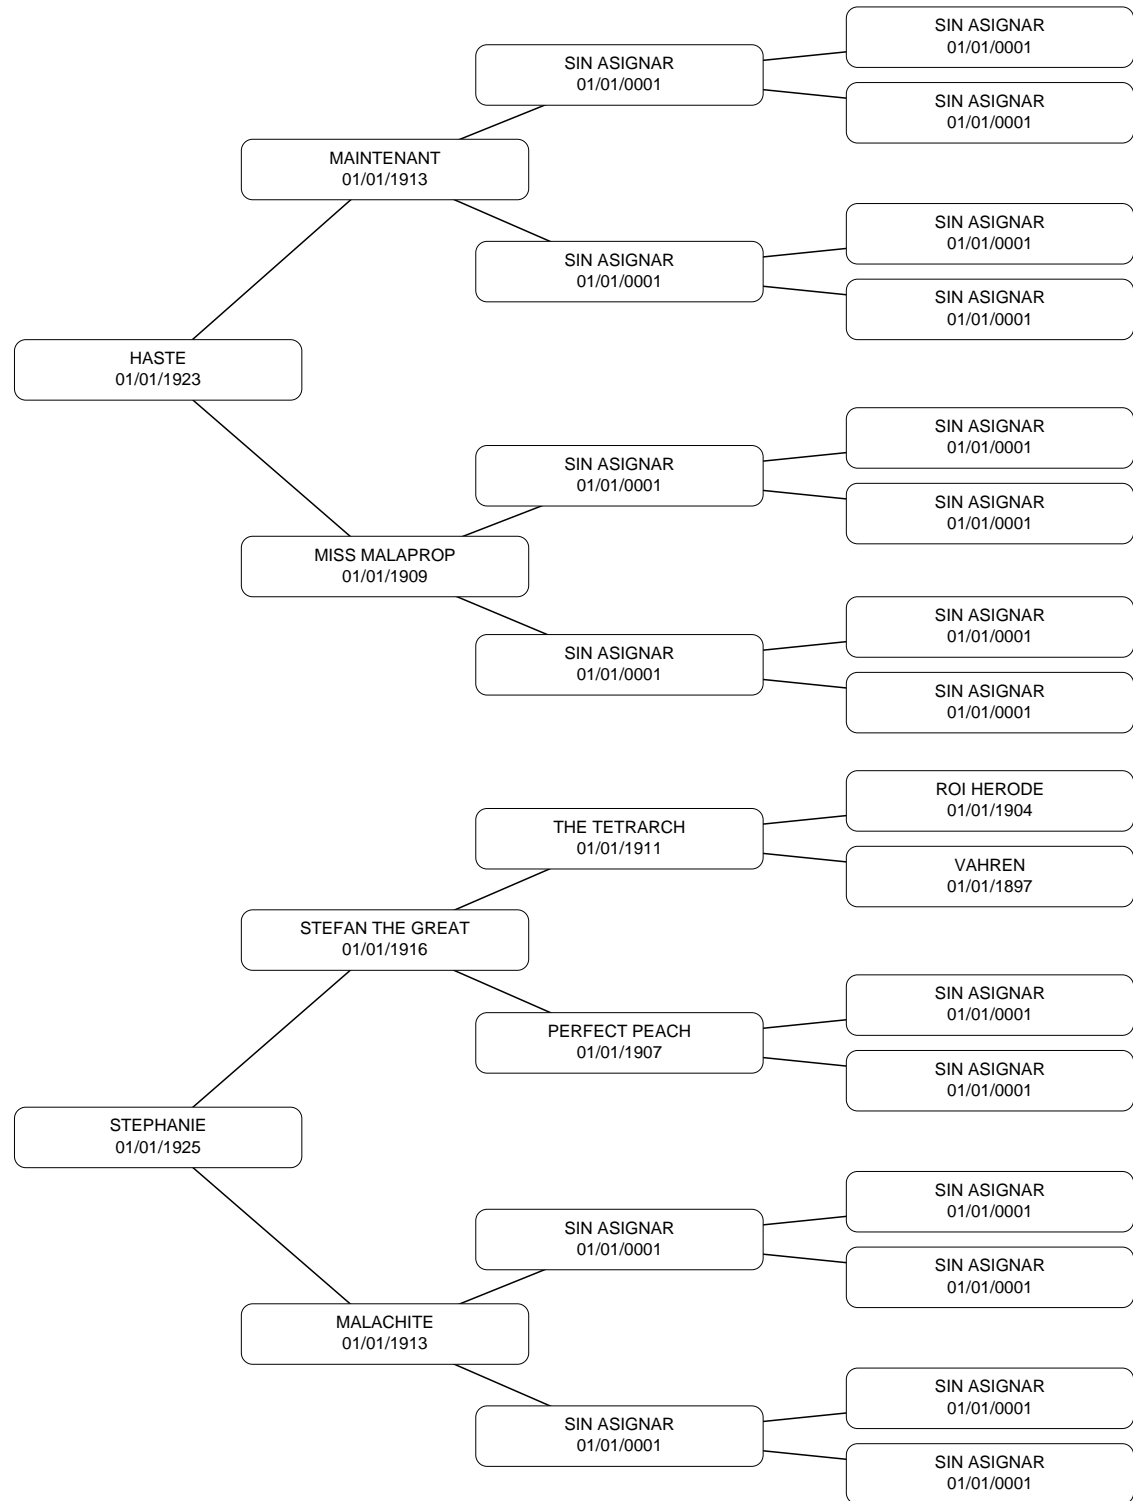 SIN ASIGNAR
01/01/0001
SIN ASIGNAR
01/01/0001
SIN ASIGNAR
01/01/0001
MAINTENANT
01/01/1913
SIN ASIGNAR
01/01/0001
SIN ASIGNAR
01/01/0001
SIN ASIGNAR
01/01/0001
HASTE
01/01/1923
SIN ASIGNAR
01/01/0001
SIN ASIGNAR
01/01/0001
SIN ASIGNAR
01/01/0001
MISS MALAPROP
01/01/1909
SIN ASIGNAR
01/01/0001
SIN ASIGNAR
01/01/0001
SIN ASIGNAR
01/01/0001
ROI HERODE
01/01/1904
THE TETRARCH
01/01/1911
VAHREN
01/01/1897
STEFAN THE GREAT
01/01/1916
SIN ASIGNAR
01/01/0001
PERFECT PEACH
01/01/1907
SIN ASIGNAR
01/01/0001
STEPHANIE
01/01/1925
SIN ASIGNAR
01/01/0001
SIN ASIGNAR
01/01/0001
SIN ASIGNAR
01/01/0001
MALACHITE
01/01/1913
SIN ASIGNAR
01/01/0001
SIN ASIGNAR
01/01/0001
SIN ASIGNAR
01/01/0001